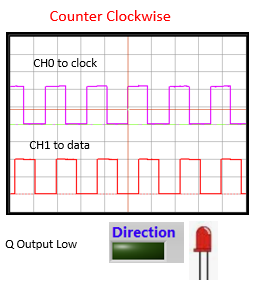 Counter Clockwise
CH0 to clock
CH1 to data
Direction
Q Output Low